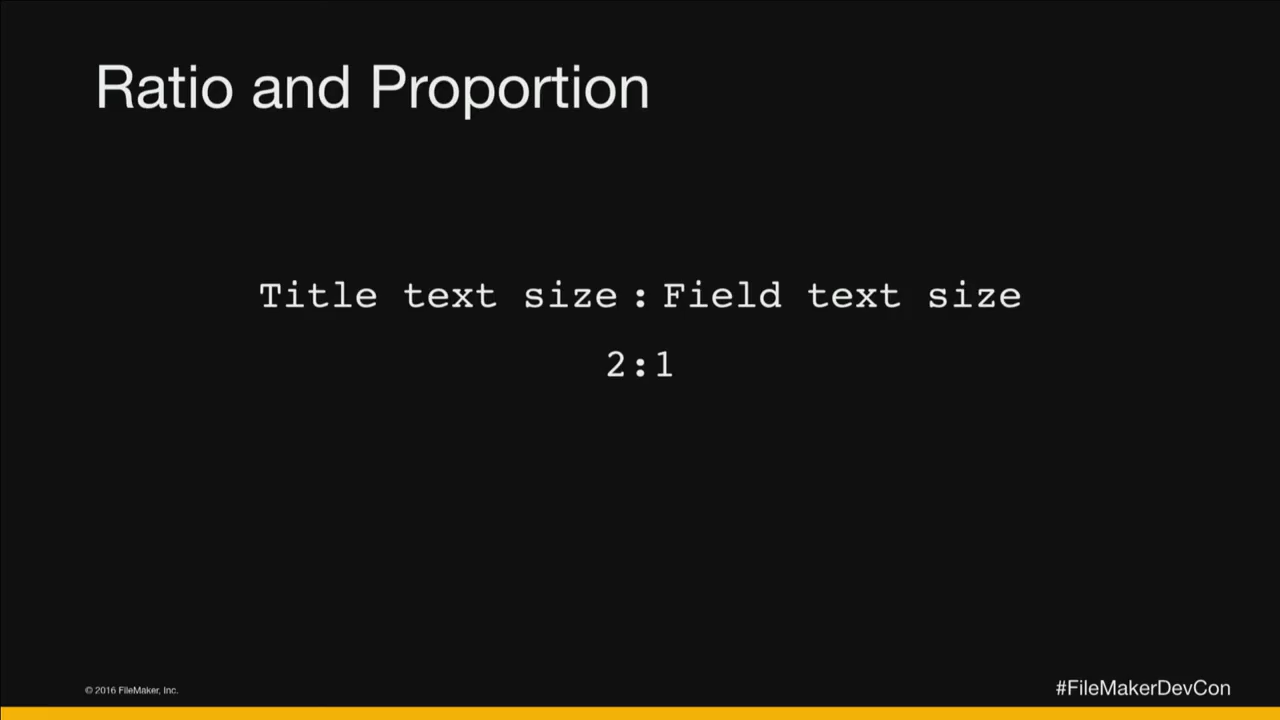 Ratio and Proportion
Title text size : Field text size
2:1
© 2016 FileMaker, Inc.
#FileMakerDevCon